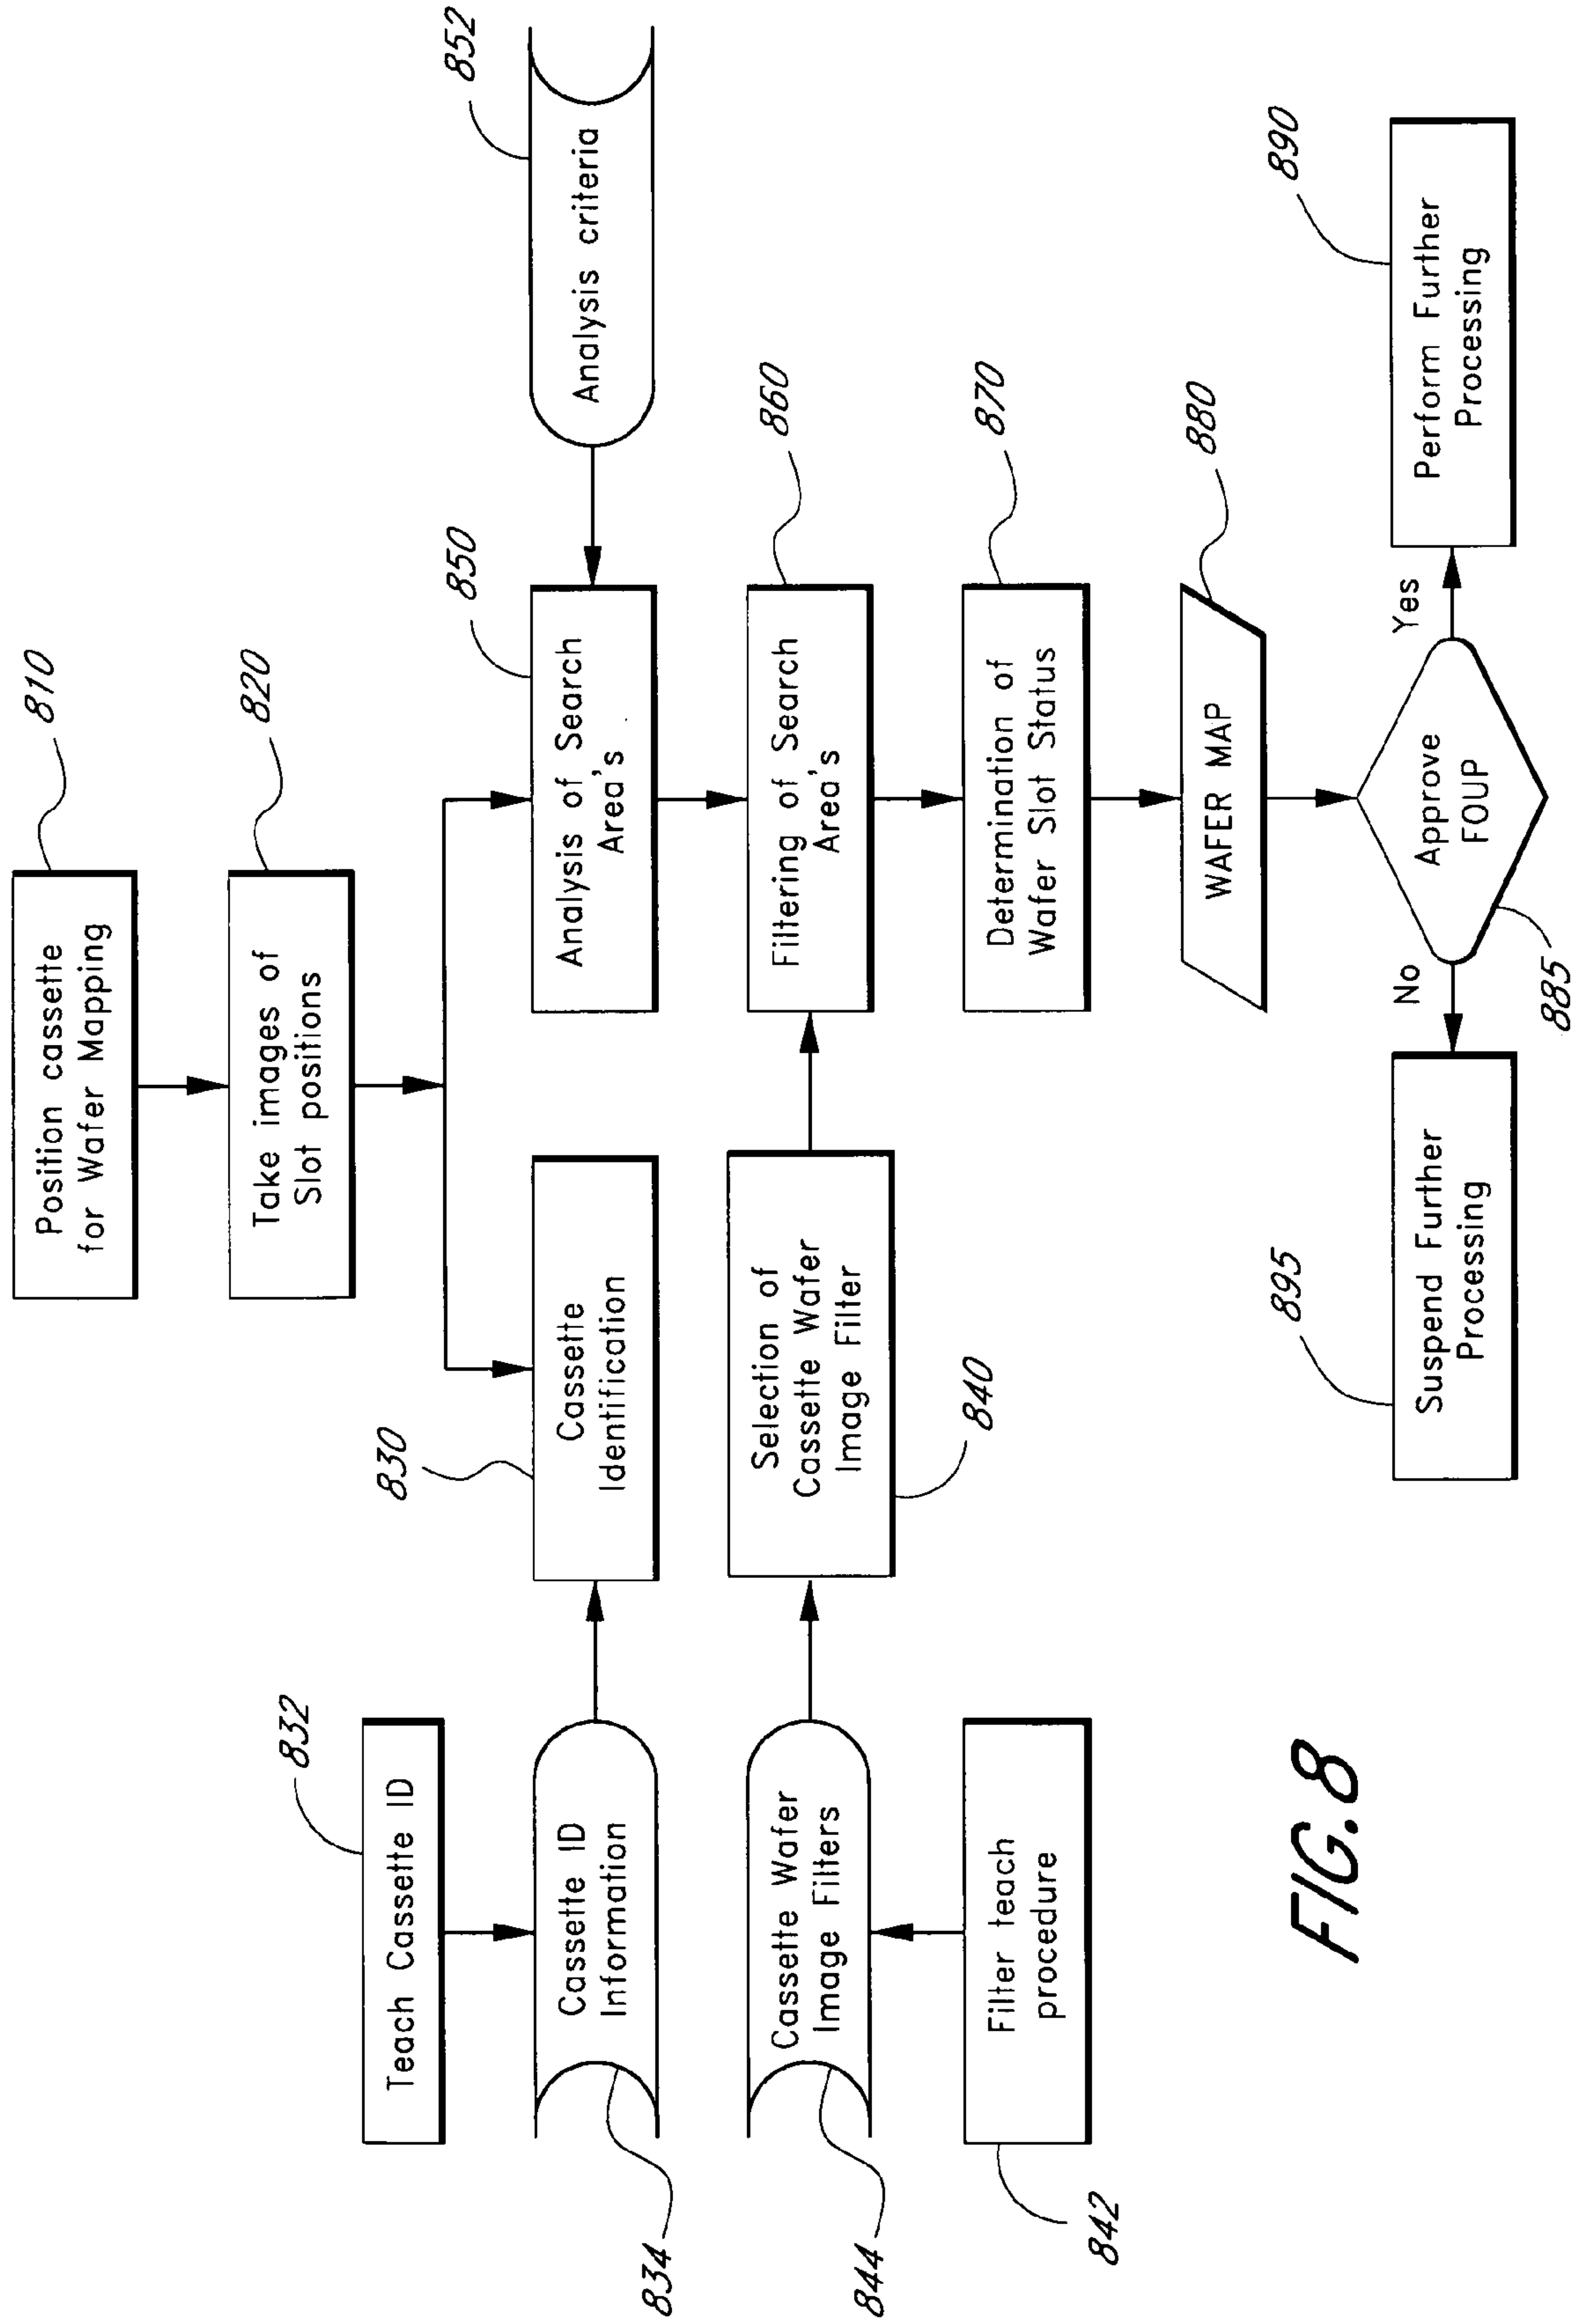 810
Position cassette
for Wafer Mapping
820
Take images of
Slot positions
832
Teach Cassette ID
830
850
852
834
Cassette ID
Information
Cassette
Identification
Analysis of Search
Area's
Analysis criteria
844
Cassette Wafer
Image Filters
Selection of
Cassette Wafer
Image Filter
840
Filtering of Search
Area's
860
842
Filter teach
procedure
Determination of
Wafer Slot Status
870
WAFER MAP
880
895
Suspend Further
Processing
No
Approve
FOUP
885
Yes
890
Perform Further
Processing
FIG. 8